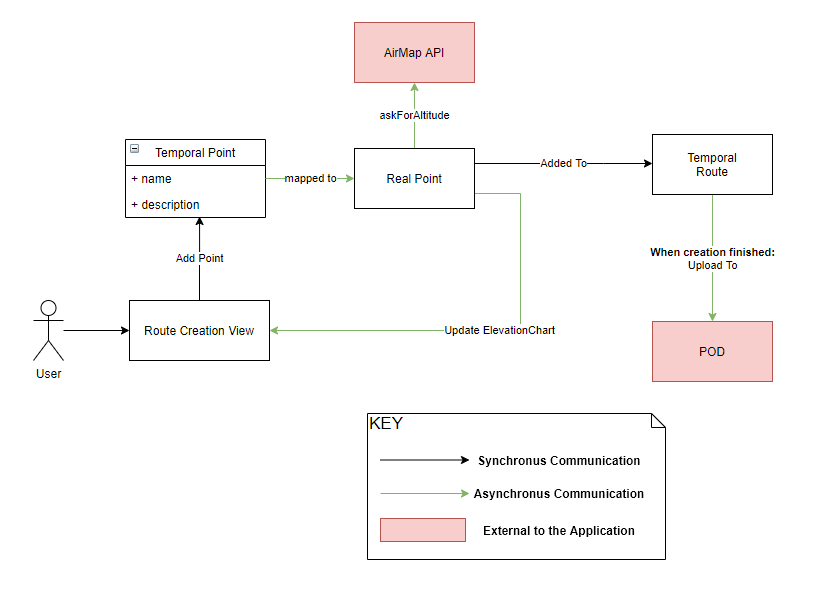 AirMap API
askForAltitude
Temporal Point
+ name
+ description
mapped to
Real Point
Added To
Temporal
Route
Add Point
When creation finished:
Upload To
User
Route Creation View
Update ElevationChart
POD
KEY
Synchronus Communication
Asynchronus Communication
External to the Application